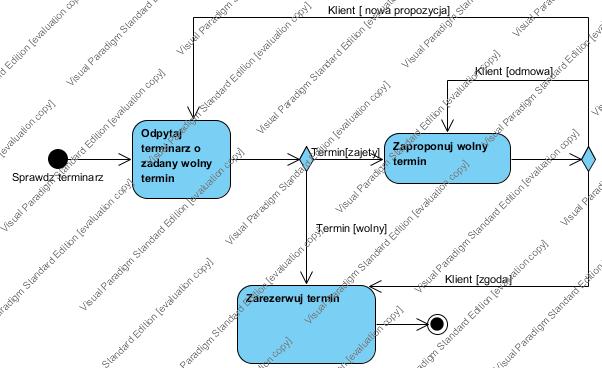 Klient [ nowa propozycja]
Klient [odmowa]
Odpytaj
terminarz o
zadany wolny
termin
Termin[zajety]
Zaproponuj wolny
termin
Sprawdz terminarz
Termin [wolny]
Klient [zgoda]
Zarezerwuj termin
Visual Paradigm Standard Edition [evaluation copy]